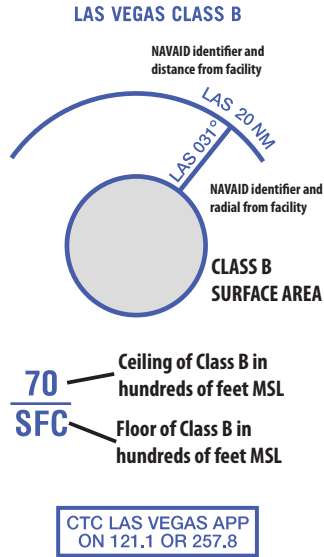 LAS VEGAS CLASS B
NAVAID identifier and
distance from facility
LAS 20 NM
LAS 031°
NAVAID identifier and
radial from facility
CLASS B
SURFACE AREA
70
SFC
Ceiling of Class B in
hundreds of feet MSL
Floor of Class B in
hundreds of feet MSL
CTC LAS VEGAS APP
ON 121.1 OR 257.8